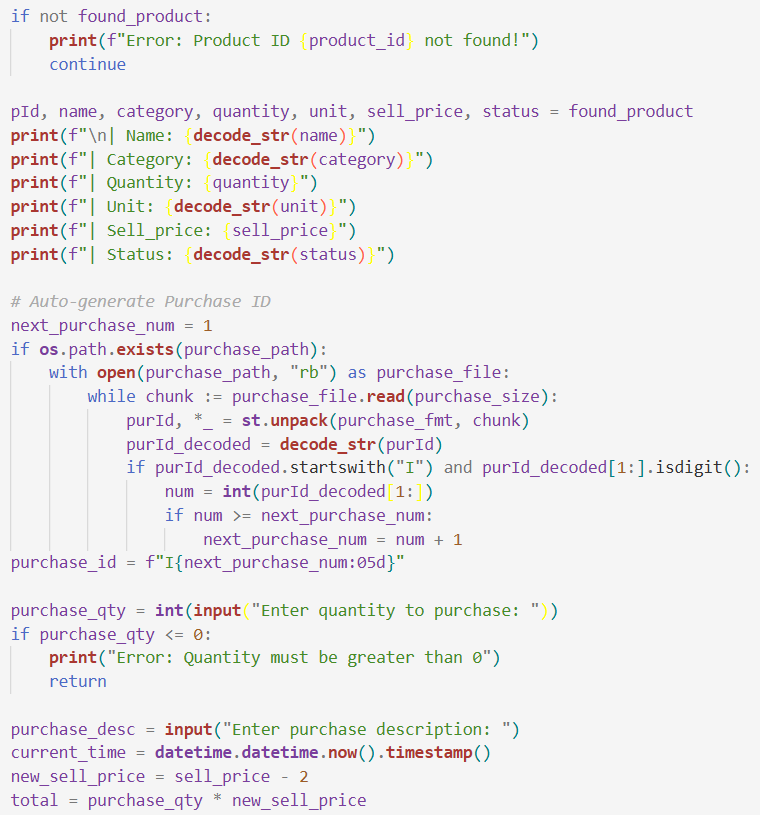 if not found_product:
    print(f"Error: Product ID {product_id} not found!")
    continue

pId, name, category, quantity, unit, sell_price, status = found_product
print(f"\n| Name: {decode_str(name)}")
print(f"| Category: {decode_str(category)}")
print(f"| Quantity: {quantity}")
print(f"| Unit: {decode_str(unit)}")
print(f"| Sell_price: {sell_price}")
print(f"| Status: {decode_str(status)}")

# Auto-generate Purchase ID
next_purchase_num = 1
if os.path.exists(purchase_path):
    with open(purchase_path, "rb") as purchase_file:
        while chunk := purchase_file.read(purchase_size):
            purId, *_ = st.unpack(purchase_fmt, chunk)
            purId_decoded = decode_str(purId)
            if purId_decoded.startswith("I") and purId_decoded[1:].isdigit():
                num = int(purId_decoded[1:])
                if num >= next_purchase_num:
                    next_purchase_num = num + 1
purchase_id = f"I{next_purchase_num:05d}"

purchase_qty = int(input("Enter quantity to purchase: "))
if purchase_qty <= 0:
    print("Error: Quantity must be greater than 0")
    return

purchase_desc = input("Enter purchase description: ")
current_time = datetime.datetime.now().timestamp()
new_sell_price = sell_price - 2
total = purchase_qty * new_sell_price